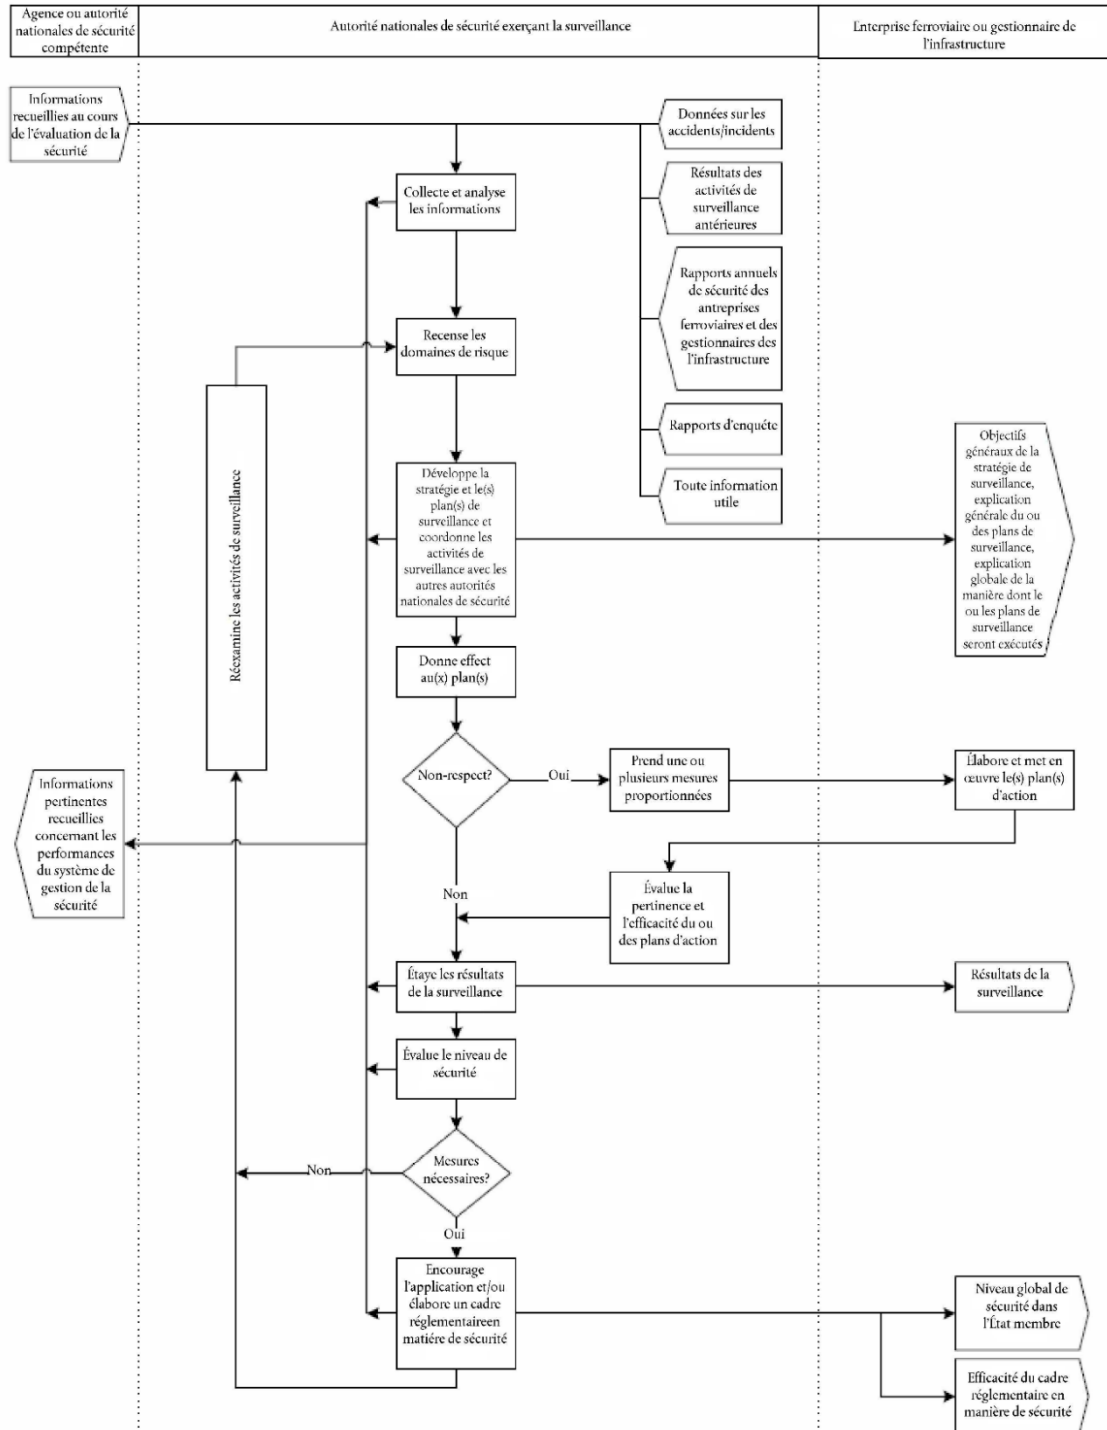 Agence ou autorité
nationales de sécurité
compétente
Autorité nationales de sécurité exerçant la surveillance
Enterprise ferroviaire ou gestionnaire de
l'infrastructure
Informations
recueillies au cours
de l'évaluation de la
sécurité
Données sur les
accidents/incidents
Collecte et analyse
les informations
Résultats des
activités de
surveillance
antérieures
Rapports annuels
de sécurité des
antreprises
ferroviaires et des
gestionnaires des
l'infrastructure
Recense les
domaines de risque
Rapports d'enquête
Toute information
utile
Développe la
stratégie et le(s)
plan(s) de
surveillance et
coordonne les
activités de
surveillance avec les
autres autorités
nationales de sécurité
Objectifs
généraux de la
stratégie de
surveillance,
explication
générale du ou
des plans de
surveillance,
explication
globale de la
manière dont le
ou les plans de
surveillance
seront exécutés
Réexamine les activités de surveillance
Donne effect
au(x) plan(s)
Non-respect?
Oui
Prend une ou
plusieurs mesures
proportionnées
Élabore et met en
œuvre le(s) plan(s)
d'action
Informations
pertinentes
recueillies
concernant les
performances
du système de
gestion de la
sécurité
Non
Évalue la
pertinence et
l'efficacité du ou
des plans d'action
Étaye les résultats
de la surveillance
Résultats de la
surveillance
Évalue le niveau de
sécurité
Mesures
nécessaires?
Non
Oui
Encourage
l'application et/ou
élabore un cadre
réglementaireen
matiére de sécurité
Niveau global de
sécurité dans
l'État membre
Efficacité du cadre
réglementaire en
manière de sécurité